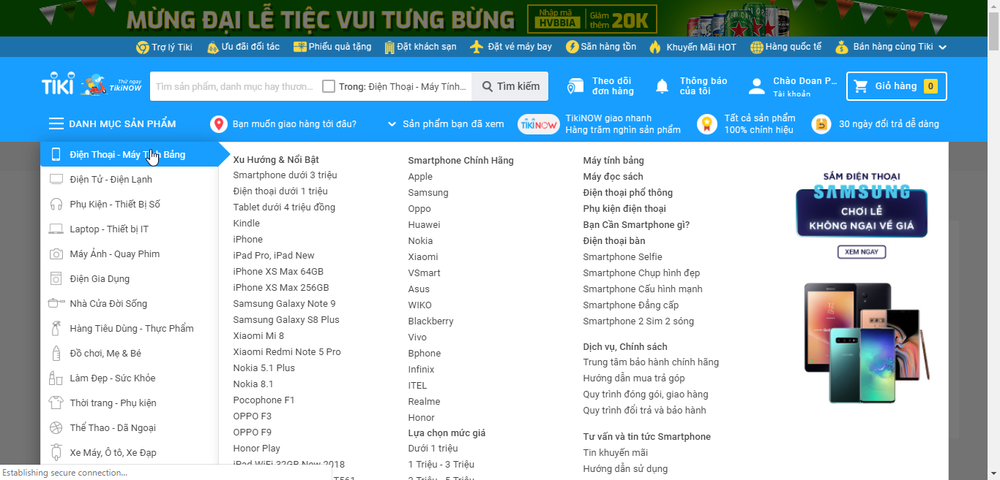 MỪNG ĐẠI LỄ TIỆC VUI TƯNG BỪNG
Nhập mã
HVBBIA
Giảm
thêm 20K
Trợ lý Tiki
Ưu đãi đối tác
Phiếu quà tặng
Đặt khách sạn
Đặt vé máy bay
Săn hàng tồn
Khuyến Mãi HOT
Hàng quốc tế
Bán hàng cùng Tiki
TIKI
Thử ngay
TikiNOW
Tìm sản phẩm, danh mục hay thươn...
Trong: Điện Thoại - Máy Tính...
Tìm kiếm
Theo dõi
đơn hàng
Thông báo
của tôi
Chào Doan P...
Tài khoản
Giỏ hàng 0
DANH MỤC SẢN PHẨM
Bạn muốn giao hàng tới đâu?
Sản phẩm bạn đã xem
TIKINOW
TikiNOW giao nhanh
Hàng trăm nghìn sản phẩm
Tất cả sản phẩm
100% chính hiệu
30 ngày đổi trả dễ dàng
Điện Thoại - Máy Tính Bảng
Điện Tử - Điện Lạnh
Phụ Kiện - Thiết Bị Số
Laptop - Thiết bị IT
Máy Ảnh - Quay Phim
Điện Gia Dụng
Nhà Cửa Đời Sống
Hàng Tiêu Dùng - Thực Phẩm
Đồ chơi, Mẹ & Bé
Làm Đẹp - Sức Khỏe
Thời trang - Phụ kiện
Thể Thao - Dã Ngoại
Xe Máy, Ô tô, Xe Đạp
Xu Hướng & Nổi Bật
Smartphone dưới 3 triệu
Điện thoại dưới 1 triệu
Tablet dưới 4 triệu đồng
Kindle
iPhone
iPad Pro, iPad New
iPhone XS Max 64GB
iPhone XS Max 256GB
Samsung Galaxy Note 9
Samsung Galaxy S8 Plus
Xiaomi Mi 8
Xiaomi Redmi Note 5 Pro
Nokia 5.1 Plus
Nokia 8.1
Pocophone F1
OPPO F3
OPPO F9
Honor Play
iPad WiFi 32GB New 2018
T561
Smartphone Chính Hãng
Apple
Samsung
Oppo
Huawei
Nokia
Xiaomi
VSmart
Asus
WIKO
Blackberry
Vivo
Bphone
Infinix
ITEL
Realme
Honor
Lựa chọn mức giá
Dưới 1 triệu
1 Triệu - 3 Triệu
3 Triệu - 5 Triệu
Máy tính bảng
Máy đọc sách
Điện thoại phổ thông
Phụ kiện điện thoại
Bạn Cần Smartphone gì?
Điện thoại bàn
Smartphone Selfie
Smartphone Chụp hình đẹp
Smartphone Cấu hình mạnh
Smartphone Đẳng cấp
Smartphone 2 Sim 2 sóng
Dịch vụ, Chính sách
Trung tâm bảo hành chính hãng
Hướng dẫn mua trả góp
Quy trình đóng gói, giao hàng
Quy trình đổi trả và bảo hành
Tư vấn và tin tức Smartphone
Tin khuyến mãi
Hướng dẫn sử dụng
SẮM ĐIỆN THOẠI
SAMSUNG
CHƠI LỄ
KHÔNG NGẠI VỀ GIÁ
XEM NGAY
Establishing secure connection...